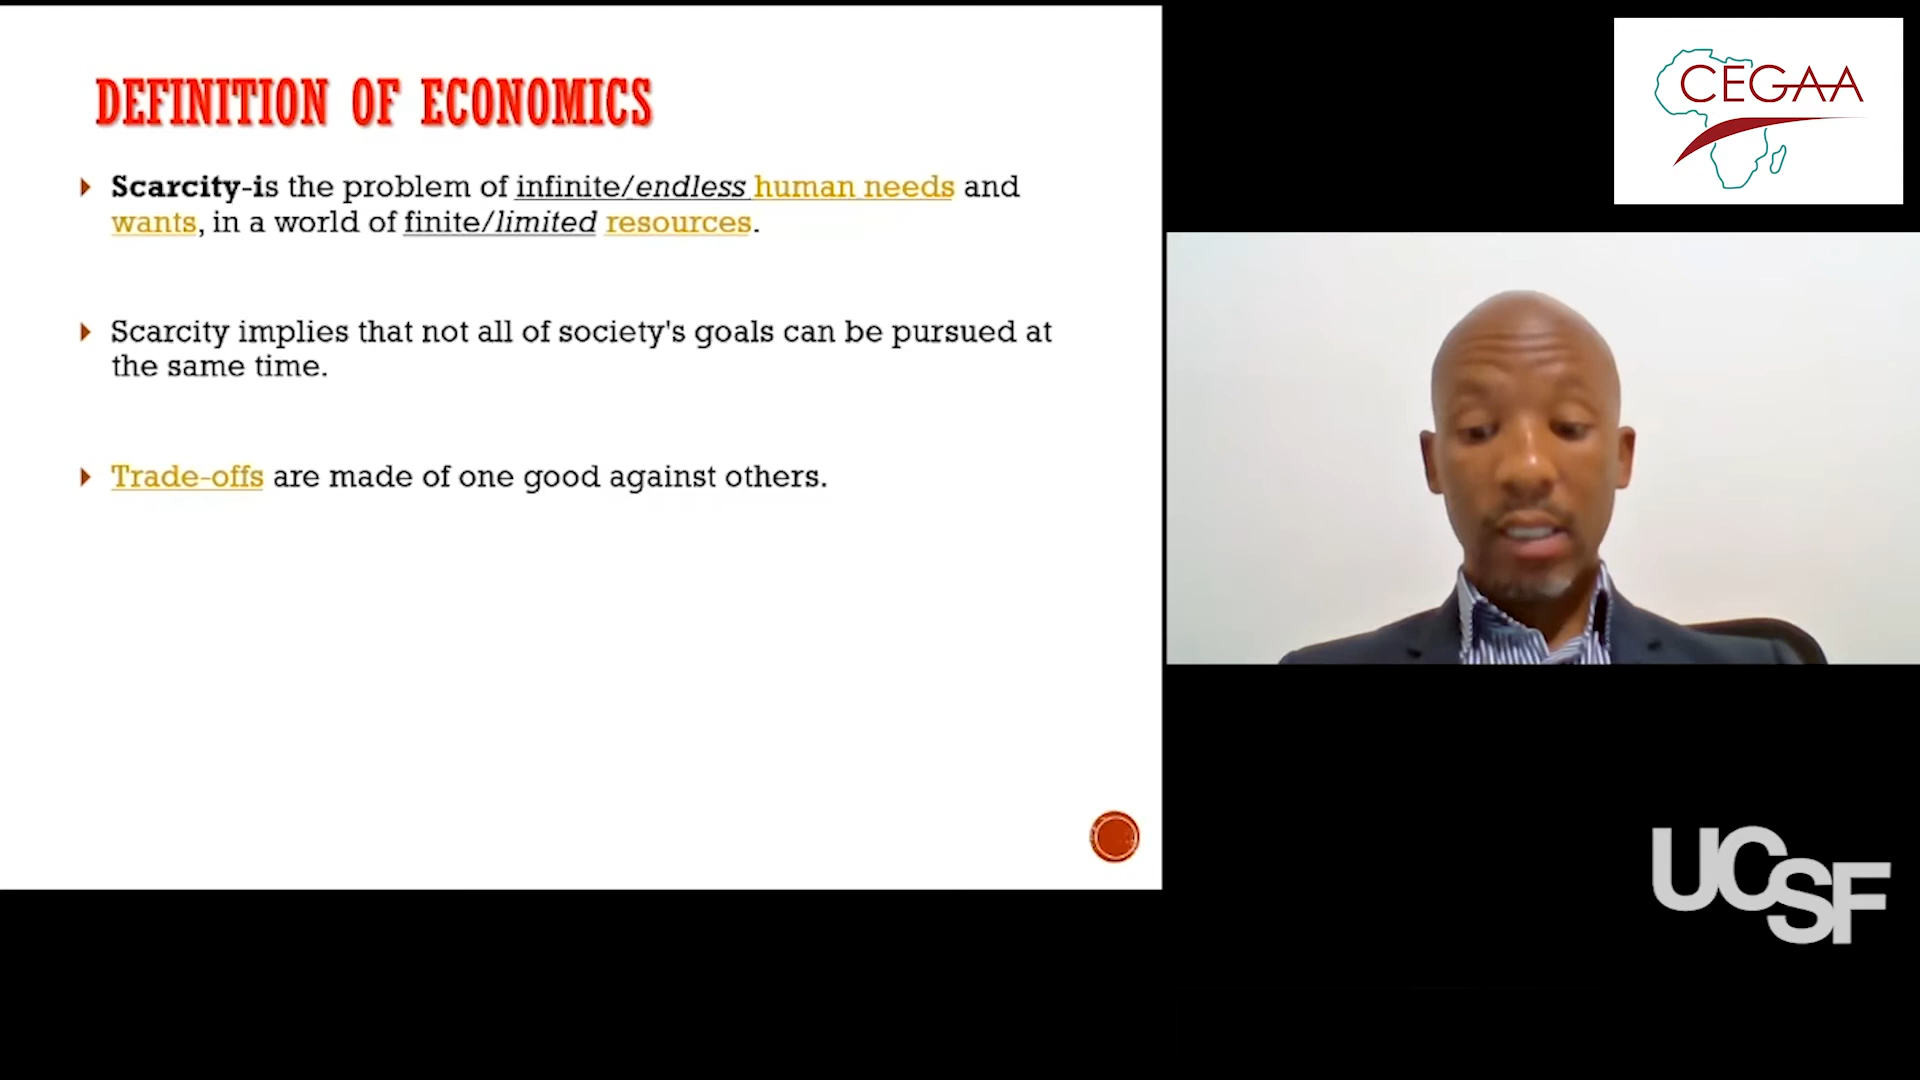 DEFINITION OF ECONOMICS
Scarcity-is the problem of infinite/endless human needs and
wants, in a world of finite/limited resources.
Scarcity implies that not all of society's goals can be pursued at
the same time.
Trade-offs are made of one good against others.
CEGAA
UCSF